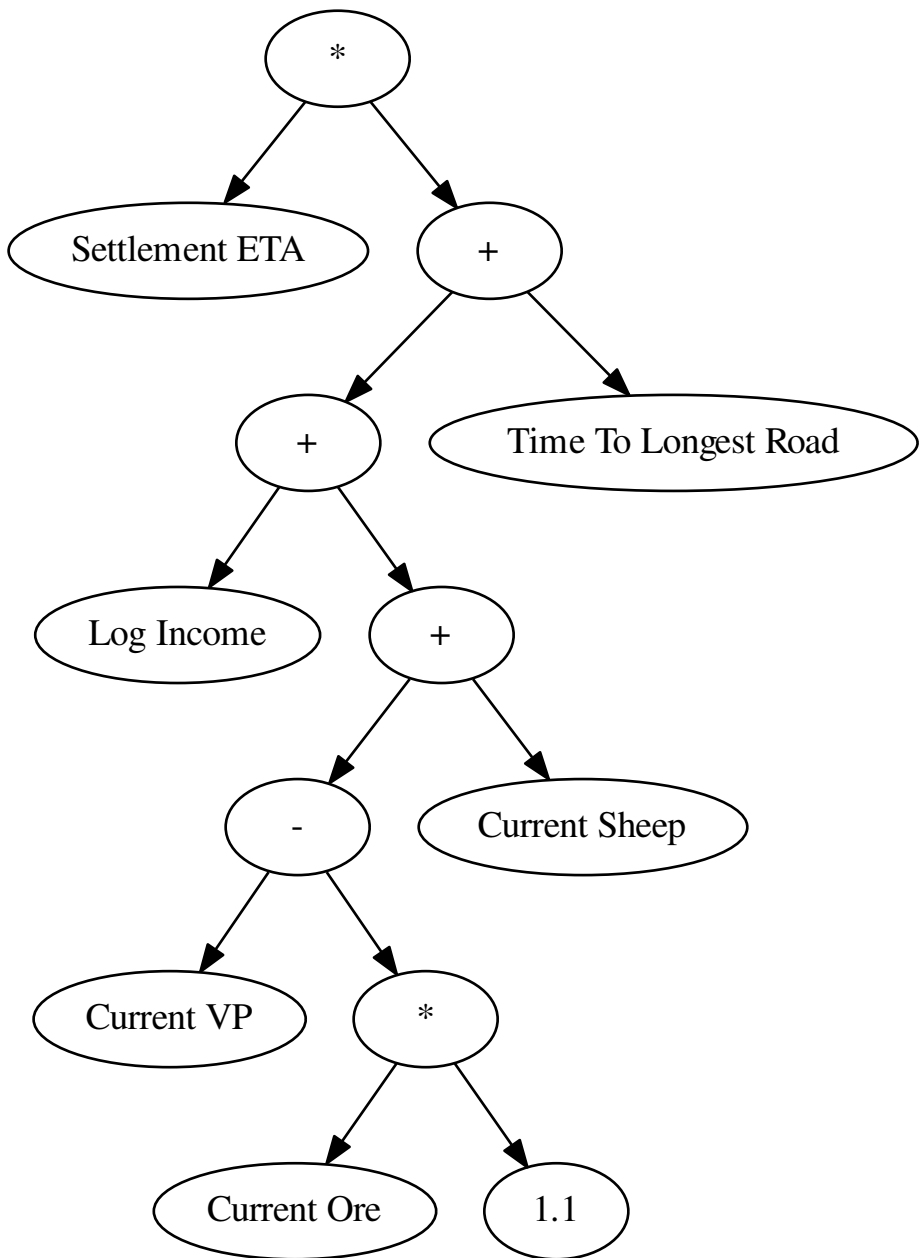 *
Settlement ETA
+
+
Time To Longest Road
Log Income
+
-
Current Sheep
Current VP
*
Current Ore
1.1